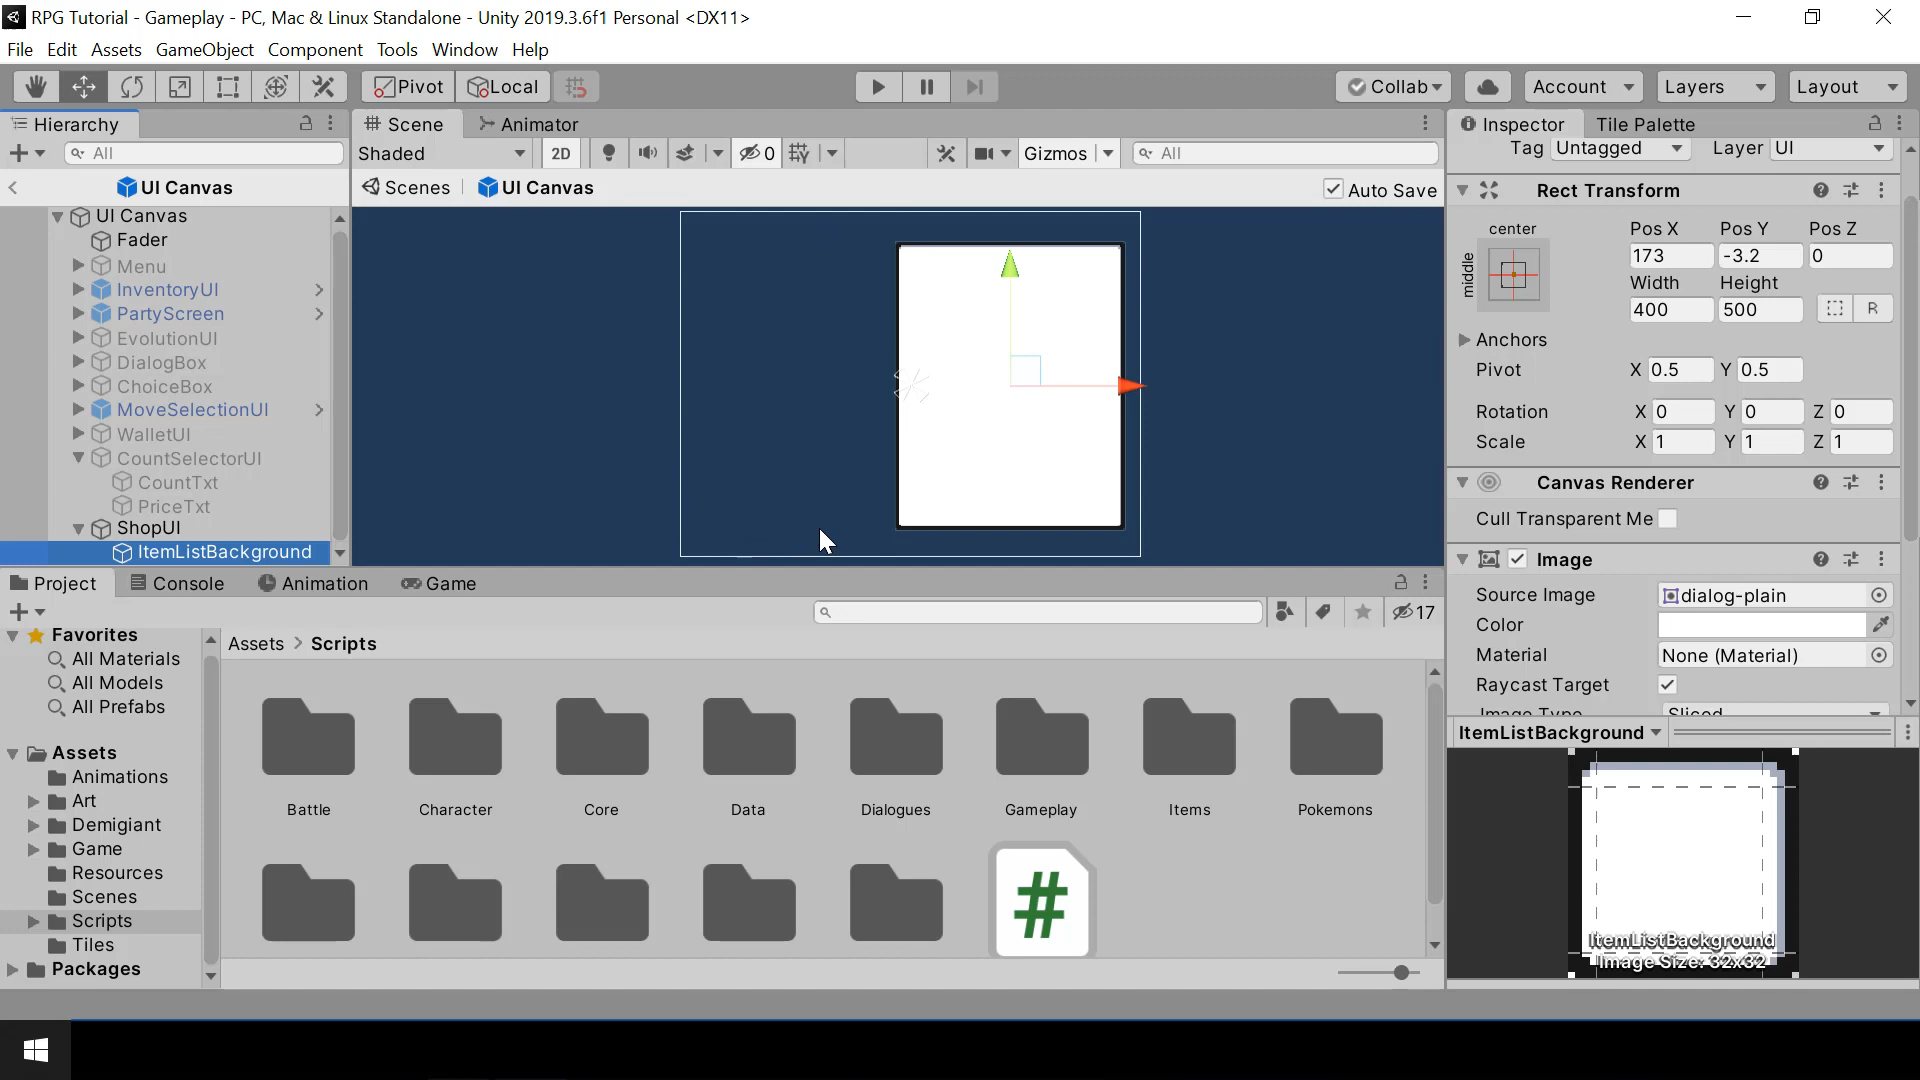 RPG Tutorial - Gameplay - PC, Mac & Linux Standalone - Unity 2019.3.6f1 Personal <DX11>
File Edit Assets GameObject Component Tools Window Help
Pivot Local Collab Account Layers Layout
Hierarchy
All
UI Canvas
UI Canvas
Fader
Menu
InventoryUI
PartyScreen
EvolutionUI
DialogBox
ChoiceBox
MoveSelectionUI
WalletUI
CountSelectorUI
CountTxt
PriceTxt
ShopUI
ItemListBackground
Scene Animator
Shaded 2D 0 Gizmos All
Scenes UI Canvas Auto Save
Inspector Tile Palette
Tag Untagged Layer UI
Rect Transform
center
middle
Pos X Pos Y Pos Z
173 -3.2 0
Width Height
400 500 R
Anchors
Pivot X 0.5 Y 0.5
Rotation X 0 Y 0 Z 0
Scale X 1 Y 1 Z 1
Canvas Renderer
Cull Transparent Me
Image
Source Image dialog-plain
Color
Material None (Material)
Raycast Target
Image Type Sliced
ItemListBackground
ItemListBackground
Image Size: 32x32
Project Console Animation Game
17
Favorites
All Materials
All Models
All Prefabs
Assets
Animations
Art
Demigiant
Game
Resources
Scenes
Scripts
Tiles
Packages
Assets > Scripts
Battle Character Core Data Dialogues Gameplay Items Pokemons
#